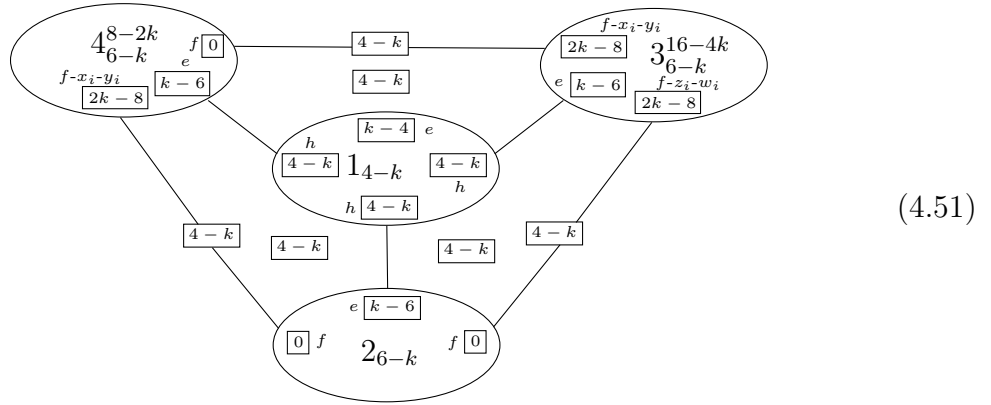 f-x_i-y_i
4^{8-2k}_{6-k} f 0 4 − k 2k − 8 3^{16-4k}_{6-k}
e
f-x_i-y_i k − 6 4 − k e k − 6 f-z_i-w_i
2k − 8 2k − 8
k − 4 e
h
4 − k 1_{4-k} 4 − k
h
h 4 − k
(4.51)
4 − k 4 − k
4 − k 4 − k
e k − 6
0 f f 0
2_{6-k}